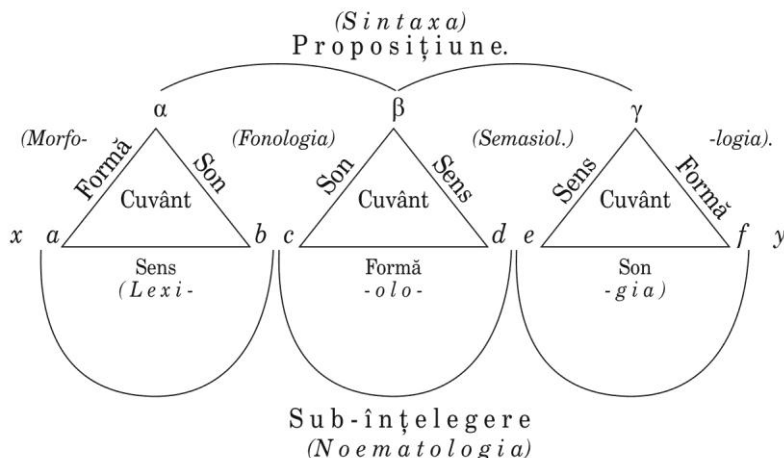 (Sintaxa)
Propozițiune.
α β γ
(Morfo- Formă Son (Fonologia) Son Sens (Semasiol.) Sens Formă -logia).
Cuvânt Cuvânt Cuvânt
x a b c d e f y
Sens Formă Son
(Lexi- -olo- -gia)
Sub-înțelegere
(Noematologia)